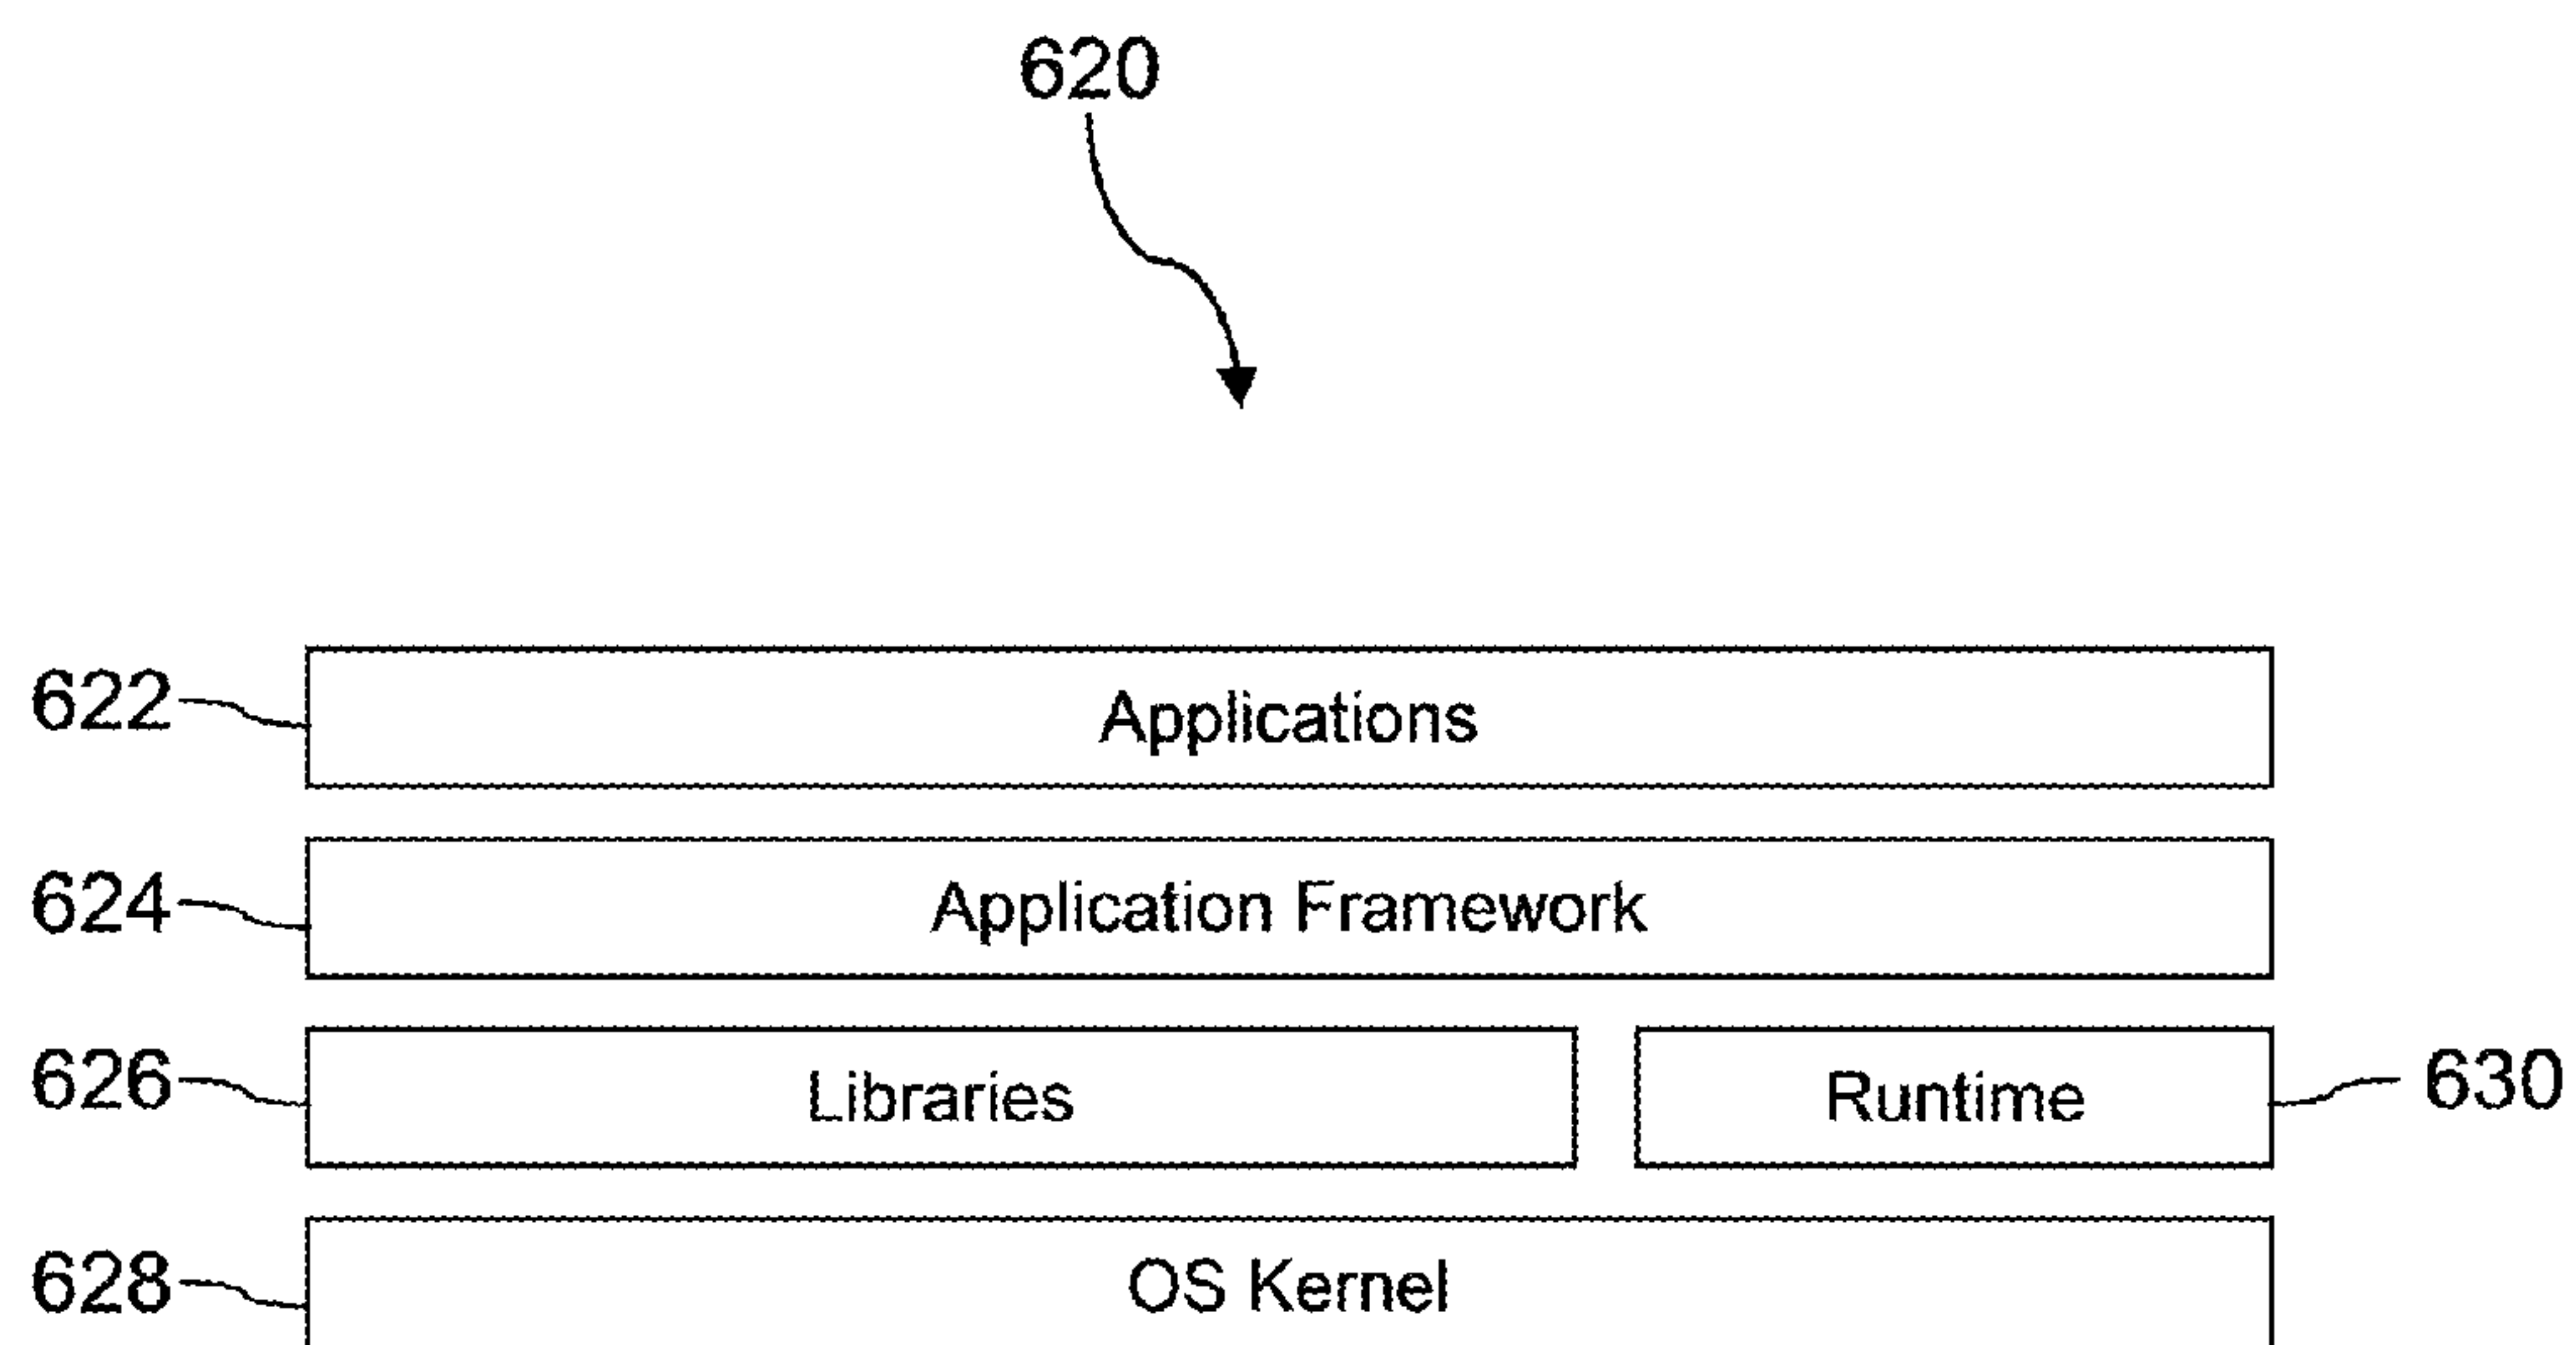 620
622 Applications
624 Application Framework
626 Libraries Runtime 630
628 OS Kernel